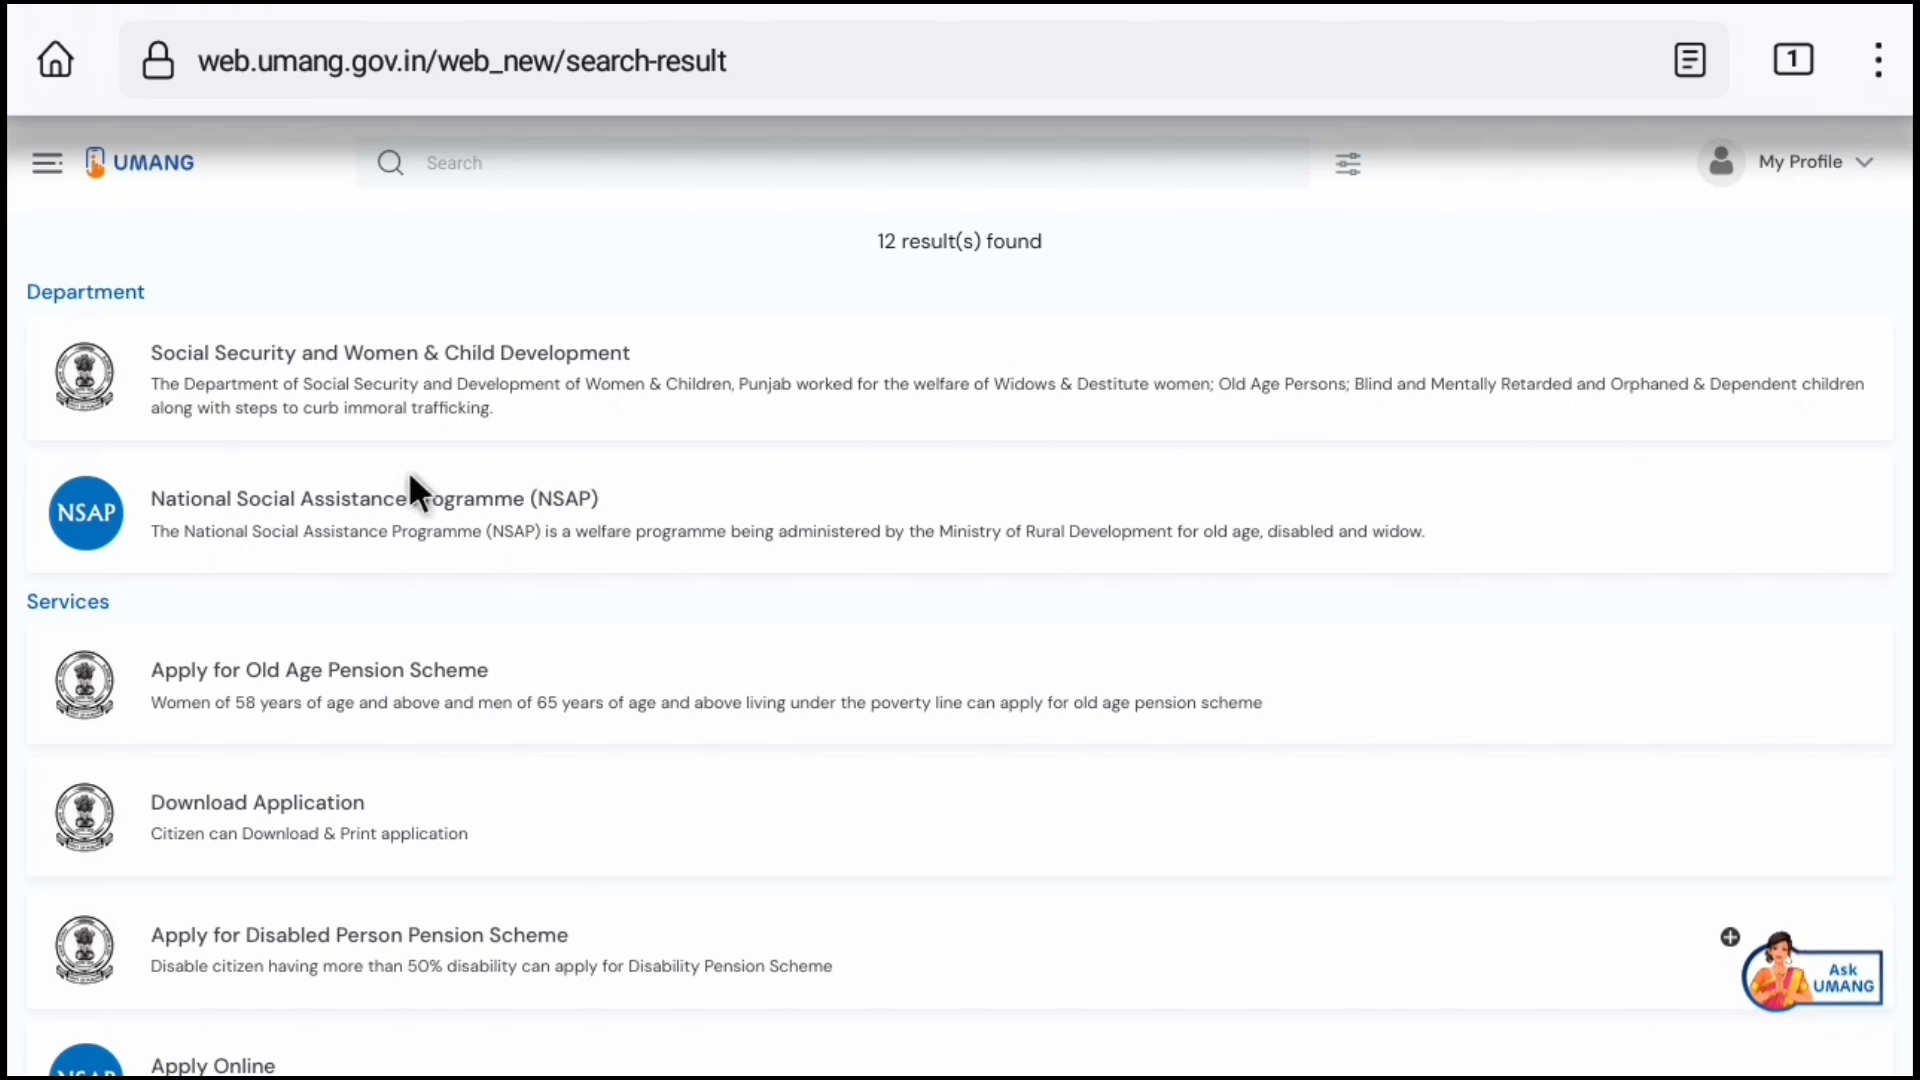 web.umang.gov.in/web_new/search-result
1
UMANG
Search
My Profile
12 result(s) found
Department
Social Security and Women & Child Development
The Department of Social Security and Development of Women & Children, Punjab worked for the welfare of Widows & Destitute women; Old Age Persons; Blind and Mentally Retarded and Orphaned & Dependent children
along with steps to curb immoral trafficking.
NSAP
National Social Assistance Programme (NSAP)
The National Social Assistance Programme (NSAP) is a welfare programme being administered by the Ministry of Rural Development for old age, disabled and widow.
Services
Apply for Old Age Pension Scheme
Women of 58 years of age and above and men of 65 years of age and above living under the poverty line can apply for old age pension scheme
Download Application
Citizen can Download & Print application
Apply for Disabled Person Pension Scheme
Disable citizen having more than 50% disability can apply for Disability Pension Scheme
Ask
UMANG
NSAP
Apply Online